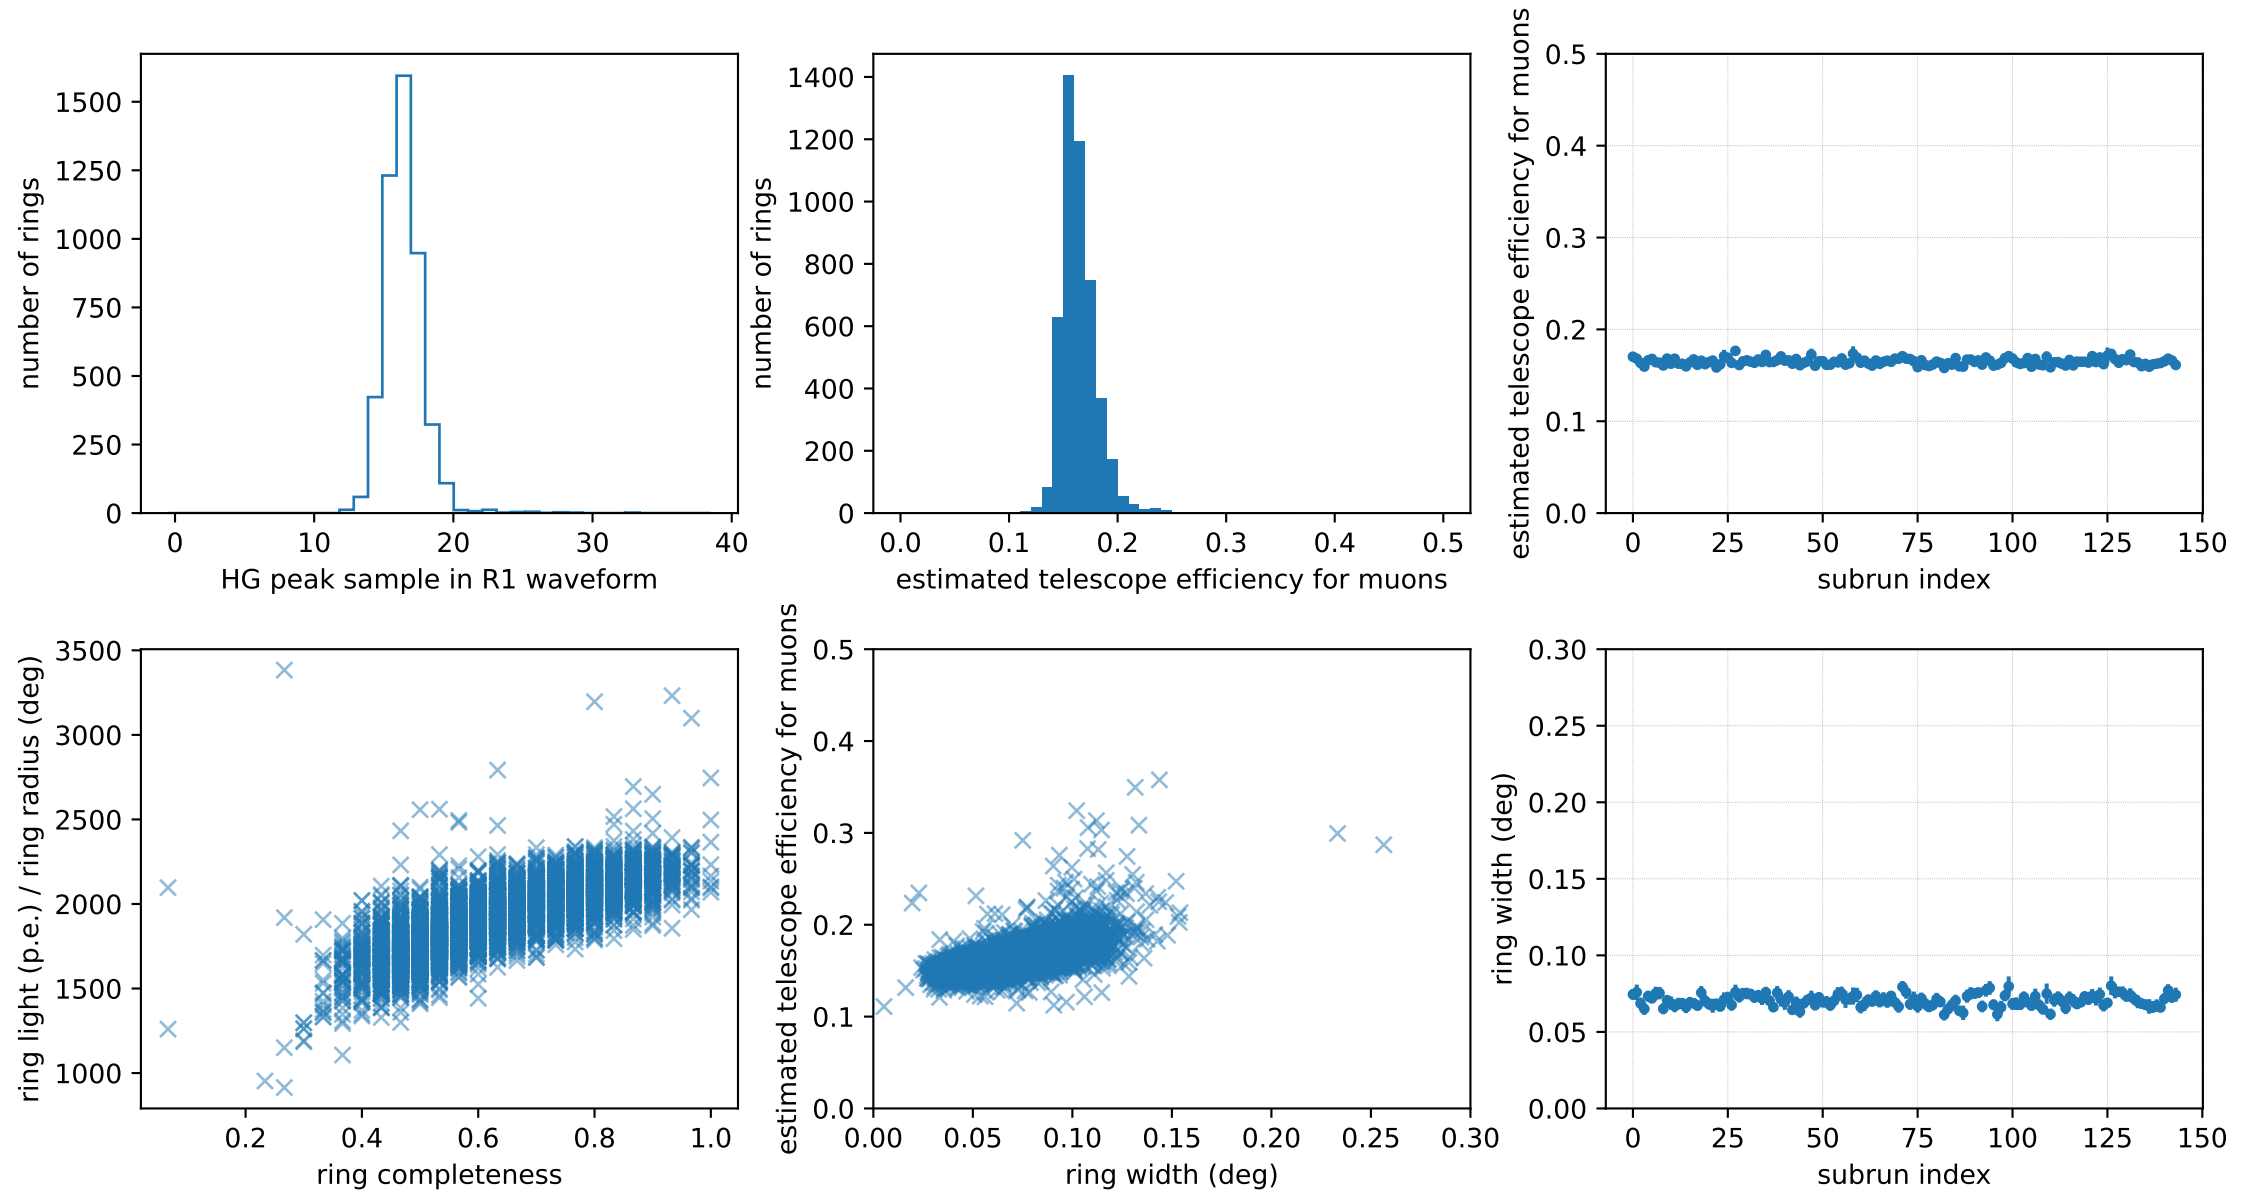 1500
1250
1000
750
500
250
0
number of rings
0 10 20 30 40
HG peak sample in R1 waveform
1400
1200
1000
800
600
400
200
0
number of rings
0.0 0.1 0.2 0.3 0.4 0.5
estimated telescope efficiency for muons
0.5
0.4
0.3
0.2
0.1
0.0
estimated telescope efficiency for muons
0 25 50 75 100 125 150
subrun index
3500
3000
2500
2000
1500
1000
ring light (p.e.) / ring radius (deg)
0.2 0.4 0.6 0.8 1.0
ring completeness
0.5
0.4
0.3
0.2
0.1
0.0
estimated telescope efficiency for muons
0.00 0.05 0.10 0.15 0.20 0.25 0.30
ring width (deg)
0.30
0.25
0.20
0.15
0.10
0.05
0.00
ring width (deg)
0 25 50 75 100 125 150
subrun index